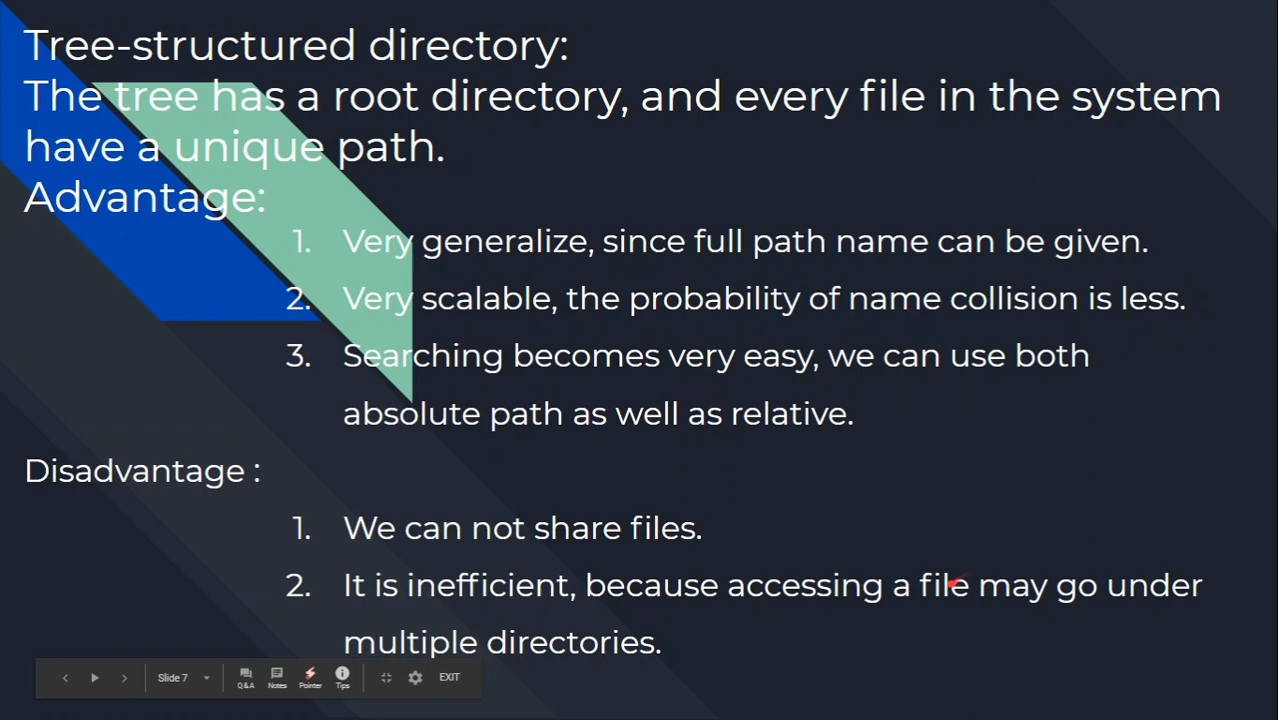 Tree-structured directory:
The tree has a root directory, and every file in the system
have a unique path.
Advantage:
1. Very generalize, since full path name can be given.
2. Very scalable, the probability of name collision is less.
3. Searching becomes very easy, we can use both
absolute path as well as relative.
Disadvantage :
1. We can not share files.
2. It is inefficient, because accessing a file may go under
multiple directories.
Slide 7
Q&A
Notes
Pointer
Tips
EXIT